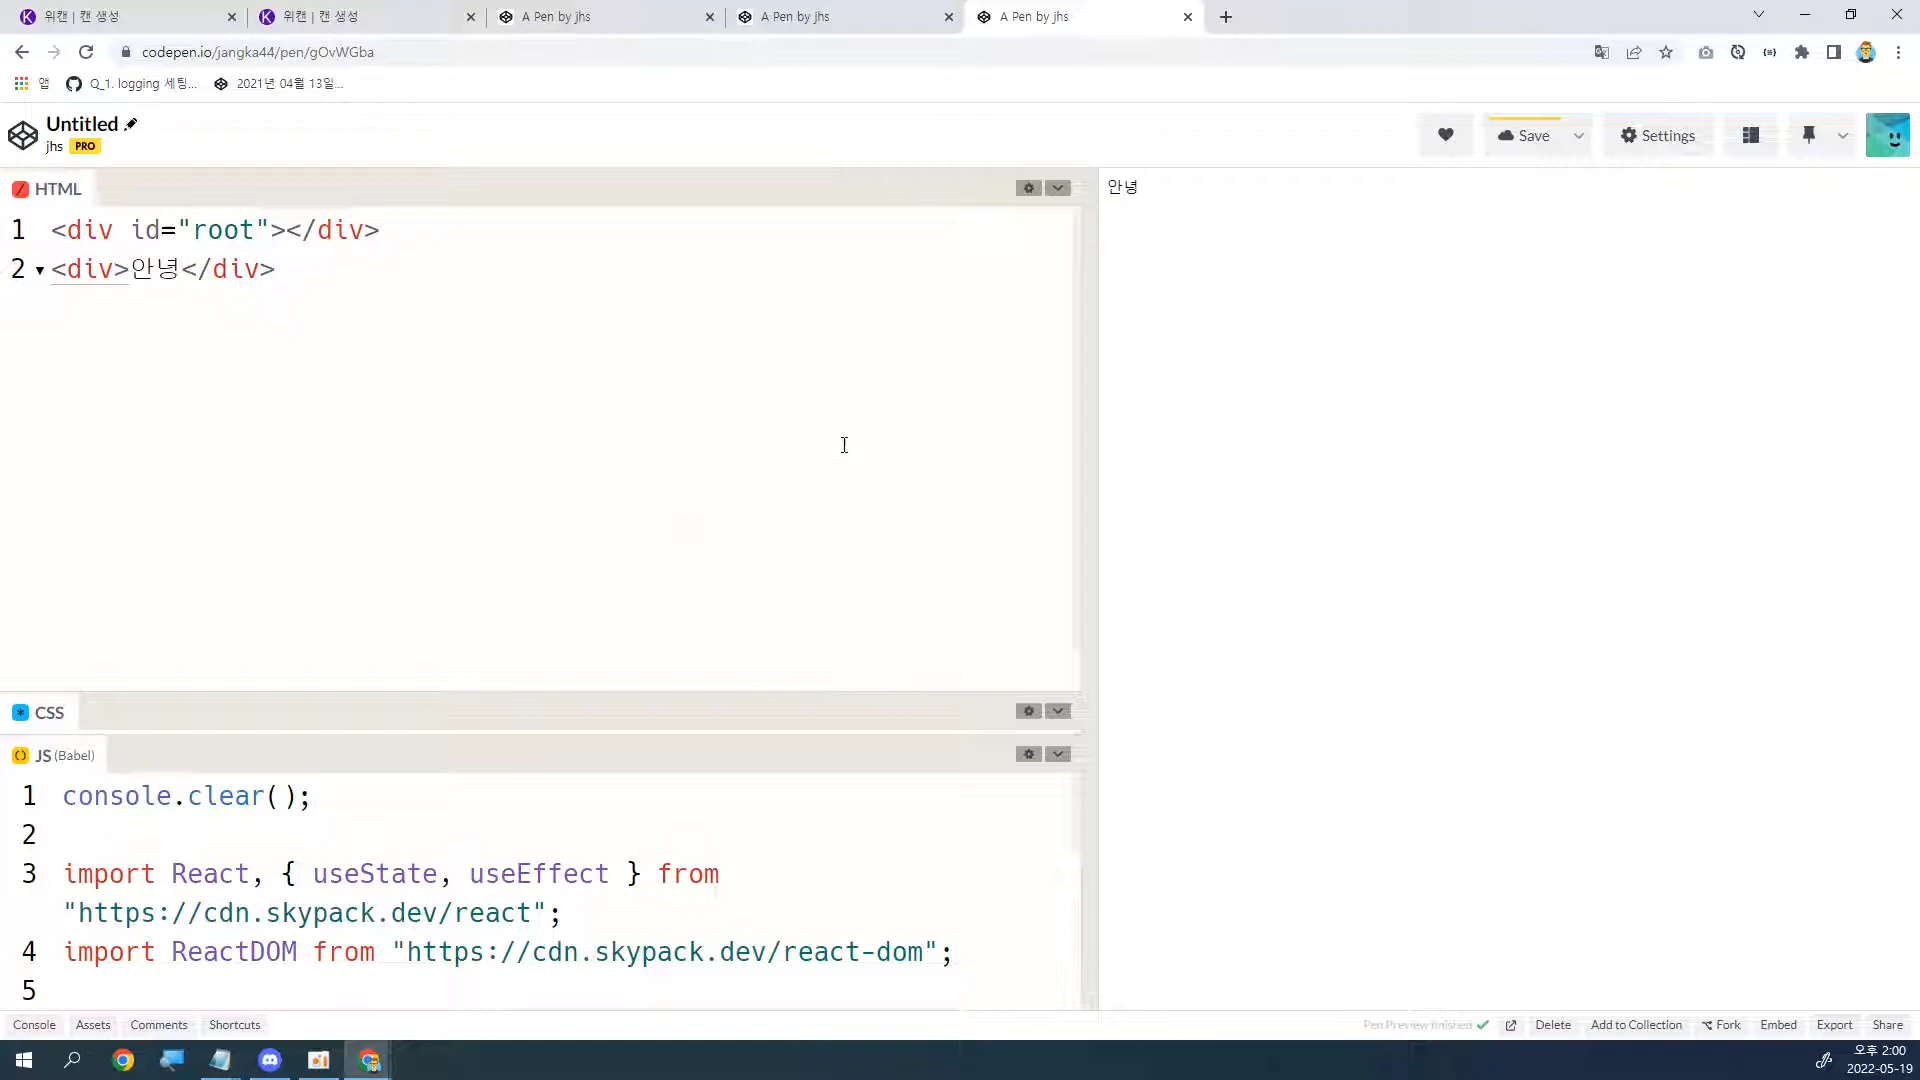 위캔 | 캔 생성
위캔 | 캔 생성
A Pen by jhs
A Pen by jhs
A Pen by jhs
codepen.io/jangka44/pen/gOvWGba
앱
Q_1. logging 세팅...
2021년 04월 13일...
Untitled
jhs PRO
Save
Settings
HTML
1 <div id="root"></div>
2 <div>안녕</div>
안녕
CSS
JS (Babel)
1 console.clear();
2
3 import React, { useState, useEffect } from
"https://cdn.skypack.dev/react";
4 import ReactDOM from "https://cdn.skypack.dev/react-dom";
5
Console Assets Comments Shortcuts
Pen Preview finished
Delete Add to Collection Fork Embed Export Share
오후 2:00
2022-05-19